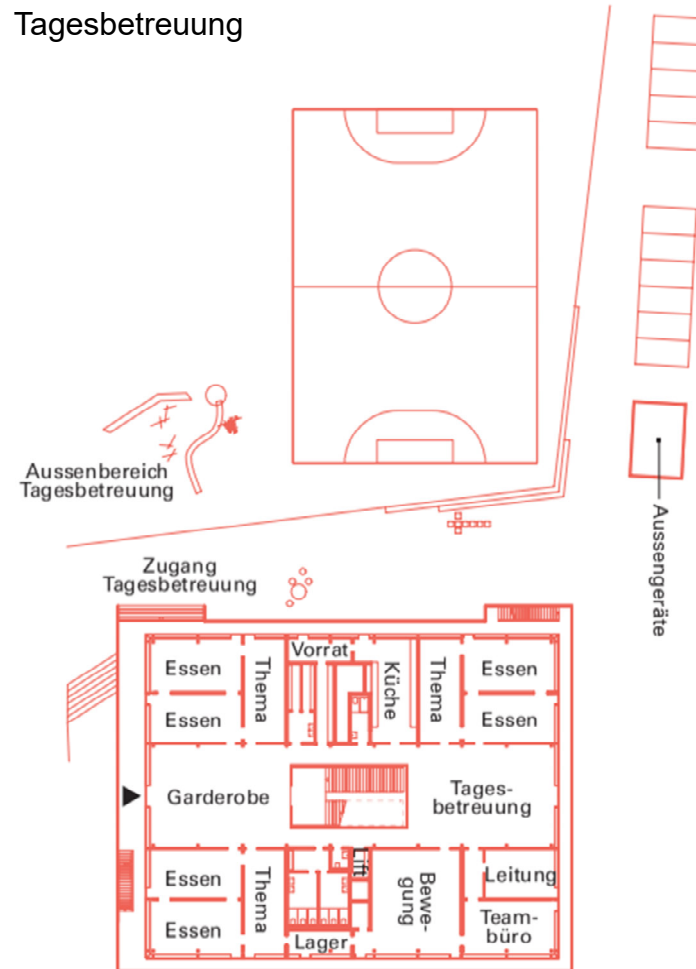 Tagesbetreuung
Aussenbereich
Tagesbetreuung
Aussengeräte
Zugang
Tagesbetreuung
Vorrat
Essen
Thema
Küche
Thema
Essen
Essen
Essen
Garderobe
Tages-
betreuung
Essen
Thema
Lift
Bewe-
gung
Leitung
Essen
Lager
Team-
büro